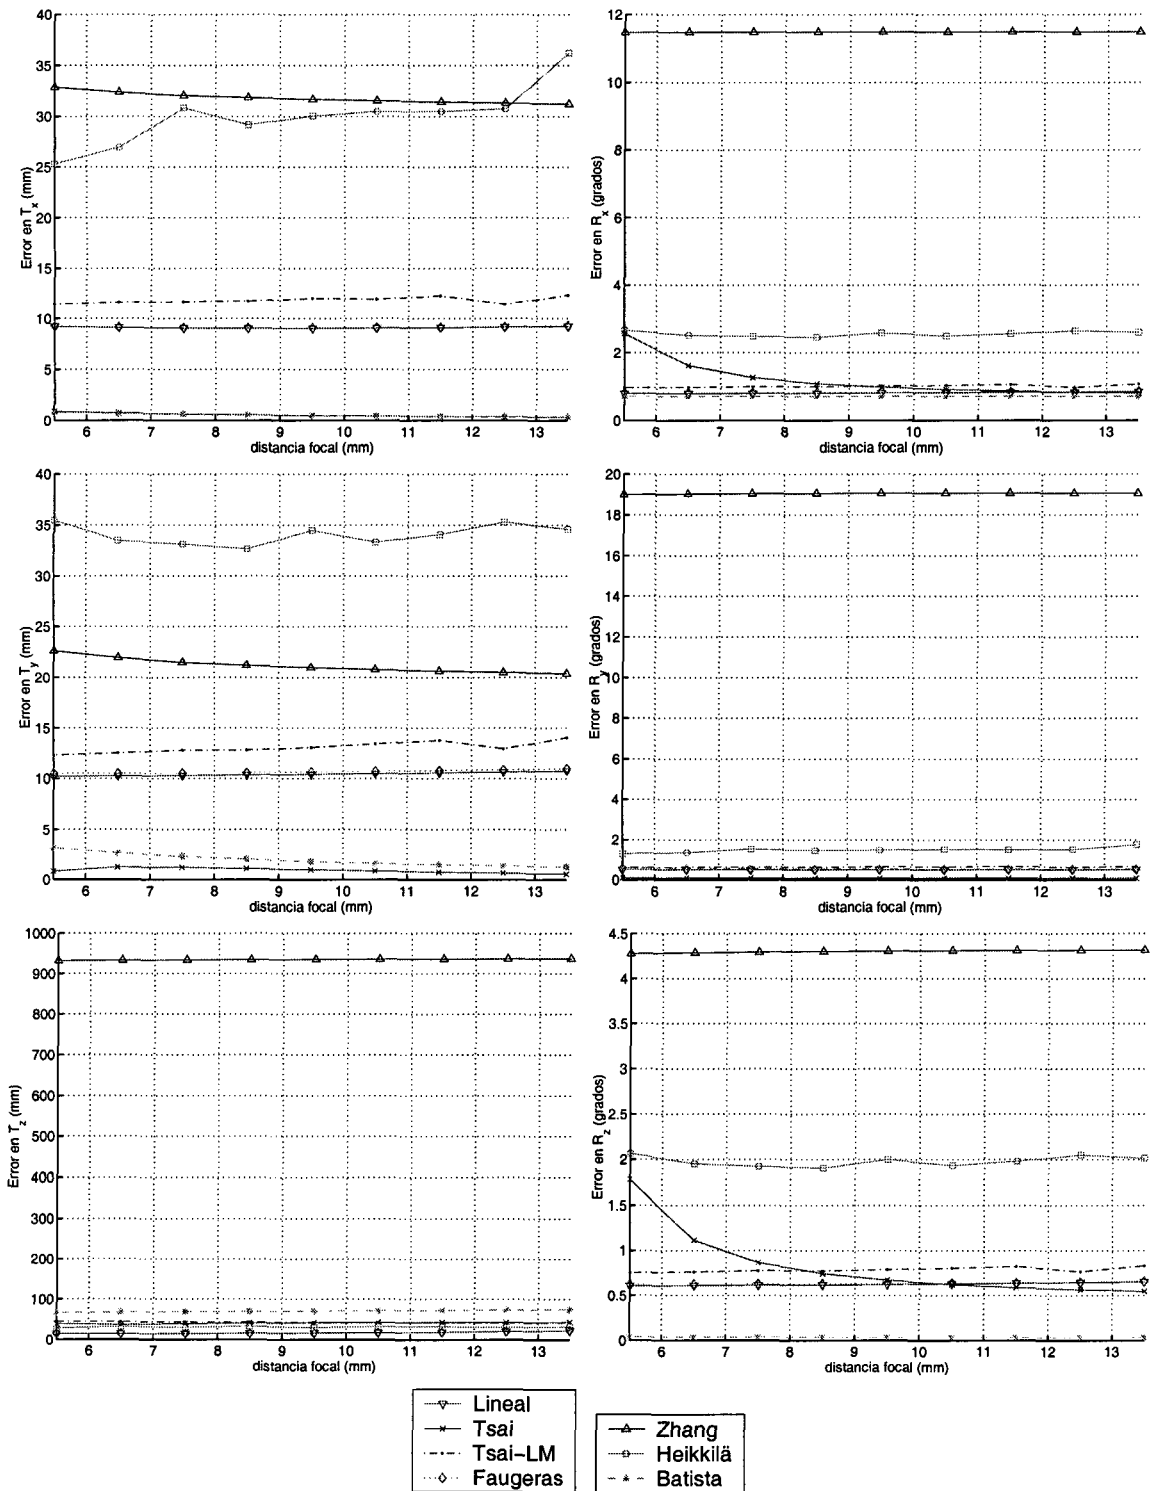 40
35
30
25
20
15
10
5
0
Error en Tx (mm)
6 7 8 9 10 11 12 13
distancia focal (mm)
12
10
8
6
4
2
0
Error en Rx (grados)
6 7 8 9 10 11 12 13
distancia focal (mm)
40
35
30
25
20
15
10
5
0
Error en Ty (mm)
6 7 8 9 10 11 12 13
distancia focal (mm)
20
18
16
14
12
10
8
6
4
2
0
Error en Ry (grados)
6 7 8 9 10 11 12 13
distancia focal (mm)
1000
900
800
700
600
500
400
300
200
100
0
Error en Tz (mm)
6 7 8 9 10 11 12 13
distancia focal (mm)
4.5
4
3.5
3
2.5
2
1.5
1
0.5
0
Error en Rz (grados)
6 7 8 9 10 11 12 13
distancia focal (mm)
Lineal
Tsai
Tsai-LM
Faugeras
Zhang
Heikkilä
Batista